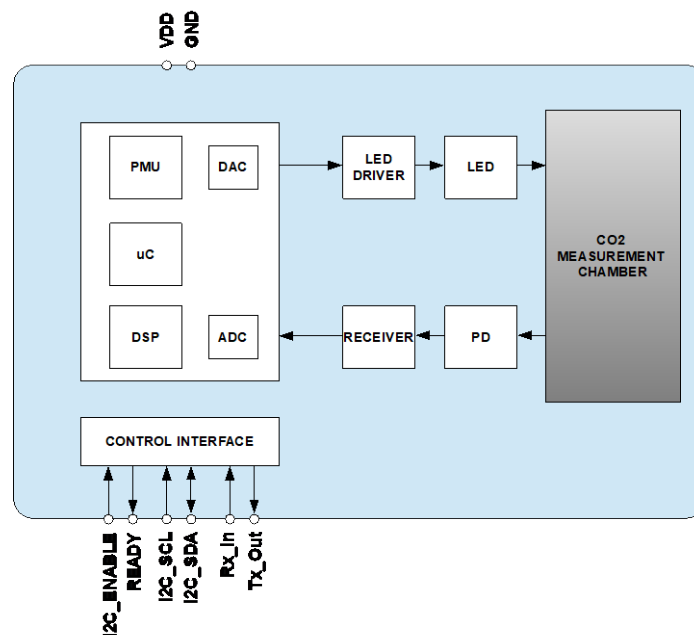 VDD
GND
PMU
DAC
LED
DRIVER
LED
uC
CO2
MEASUREMENT
CHAMBER
DSP
ADC
RECEIVER
PD
CONTROL INTERFACE
I2C_ENABLE
READY
I2C_SCL
I2C_SDA
Rx_In
Tx_Out